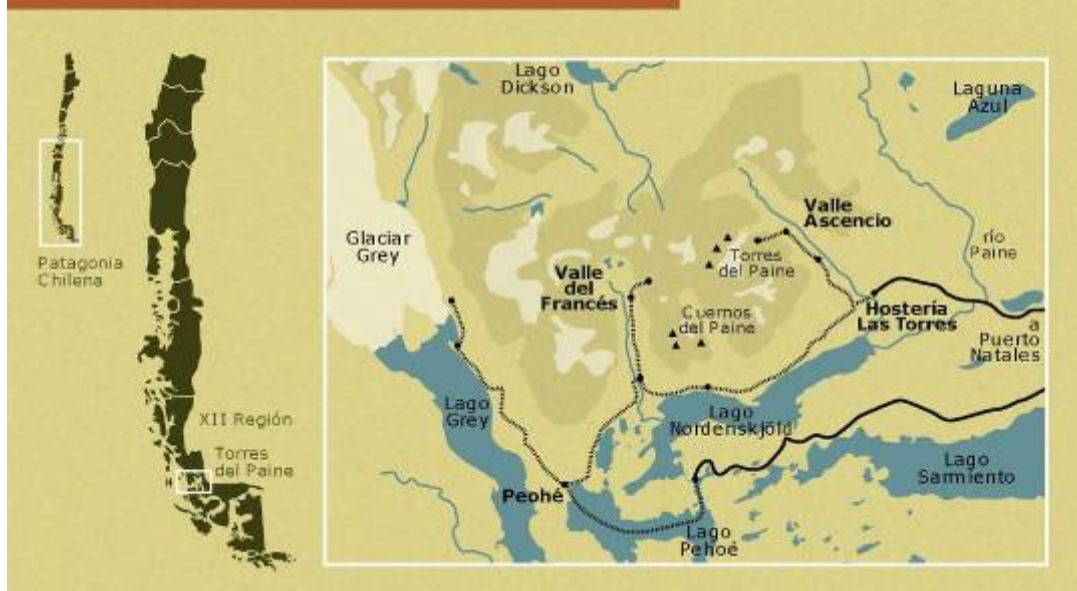 Patagonia
Chilena
XII Región
Torres
del Paine
Lago
Dickson
Laguna
Azul
Glaciar
Grey
Valle
Ascencio
río
Paine
Torres
del Paine
Valle
del
Francés
Cuernos
del Paine
Hostería
Las Torres
a
Puerto
Natales
Lago
Grey
Lago
Nordenskjöld
Lago
Sarmiento
Peohé
Lago
Pehoé